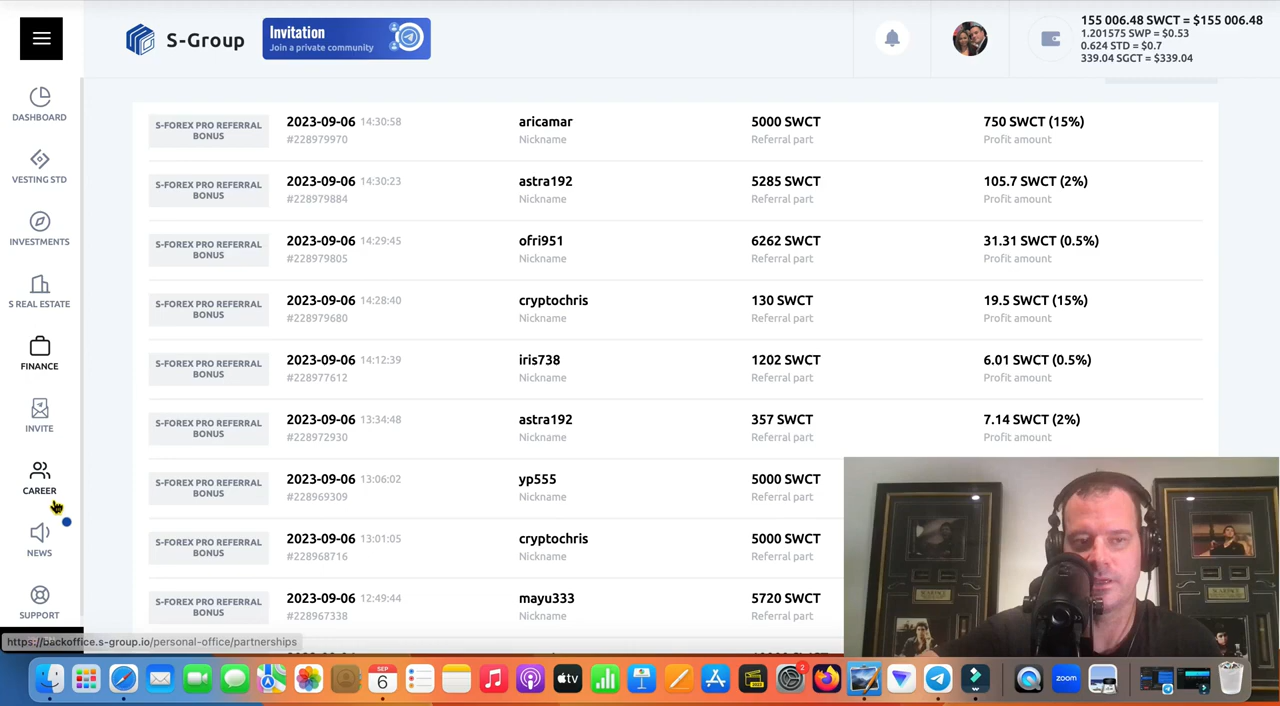 S-Group
Invitation
Join a private community
155 006.48 SWCT = $155 006.48
1.201575 SWP = $0.53
0.624 STD = $0.7
339.04 SGCT = $339.04
DASHBOARD
VESTING STD
INVESTMENTS
S REAL ESTATE
FINANCE
INVITE
CAREER
NEWS
SUPPORT
S-FOREX PRO REFERRAL
BONUS
2023-09-06 14:30:58
#228979970
aricamar
Nickname
5000 SWCT
Referral part
750 SWCT (15%)
Profit amount
S-FOREX PRO REFERRAL
BONUS
2023-09-06 14:30:23
#228979884
astra192
Nickname
5285 SWCT
Referral part
105.7 SWCT (2%)
Profit amount
S-FOREX PRO REFERRAL
BONUS
2023-09-06 14:29:45
#228979805
ofri951
Nickname
6262 SWCT
Referral part
31.31 SWCT (0.5%)
Profit amount
S-FOREX PRO REFERRAL
BONUS
2023-09-06 14:28:40
#228979680
cryptochris
Nickname
130 SWCT
Referral part
19.5 SWCT (15%)
Profit amount
S-FOREX PRO REFERRAL
BONUS
2023-09-06 14:12:39
#228977612
iris738
Nickname
1202 SWCT
Referral part
6.01 SWCT (0.5%)
Profit amount
S-FOREX PRO REFERRAL
BONUS
2023-09-06 13:34:48
#228972930
astra192
Nickname
357 SWCT
Referral part
7.14 SWCT (2%)
Profit amount
S-FOREX PRO REFERRAL
BONUS
2023-09-06 13:06:02
#228969309
yp555
Nickname
5000 SWCT
Referral part
S-FOREX PRO REFERRAL
BONUS
2023-09-06 13:01:05
#228968716
cryptochris
Nickname
5000 SWCT
Referral part
S-FOREX PRO REFERRAL
BONUS
2023-09-06 12:49:44
#228967338
mayu333
Nickname
5720 SWCT
Referral part
https://backoffice.s-group.io/personal-office/partnerships
SEP
6
tv
2
zoom